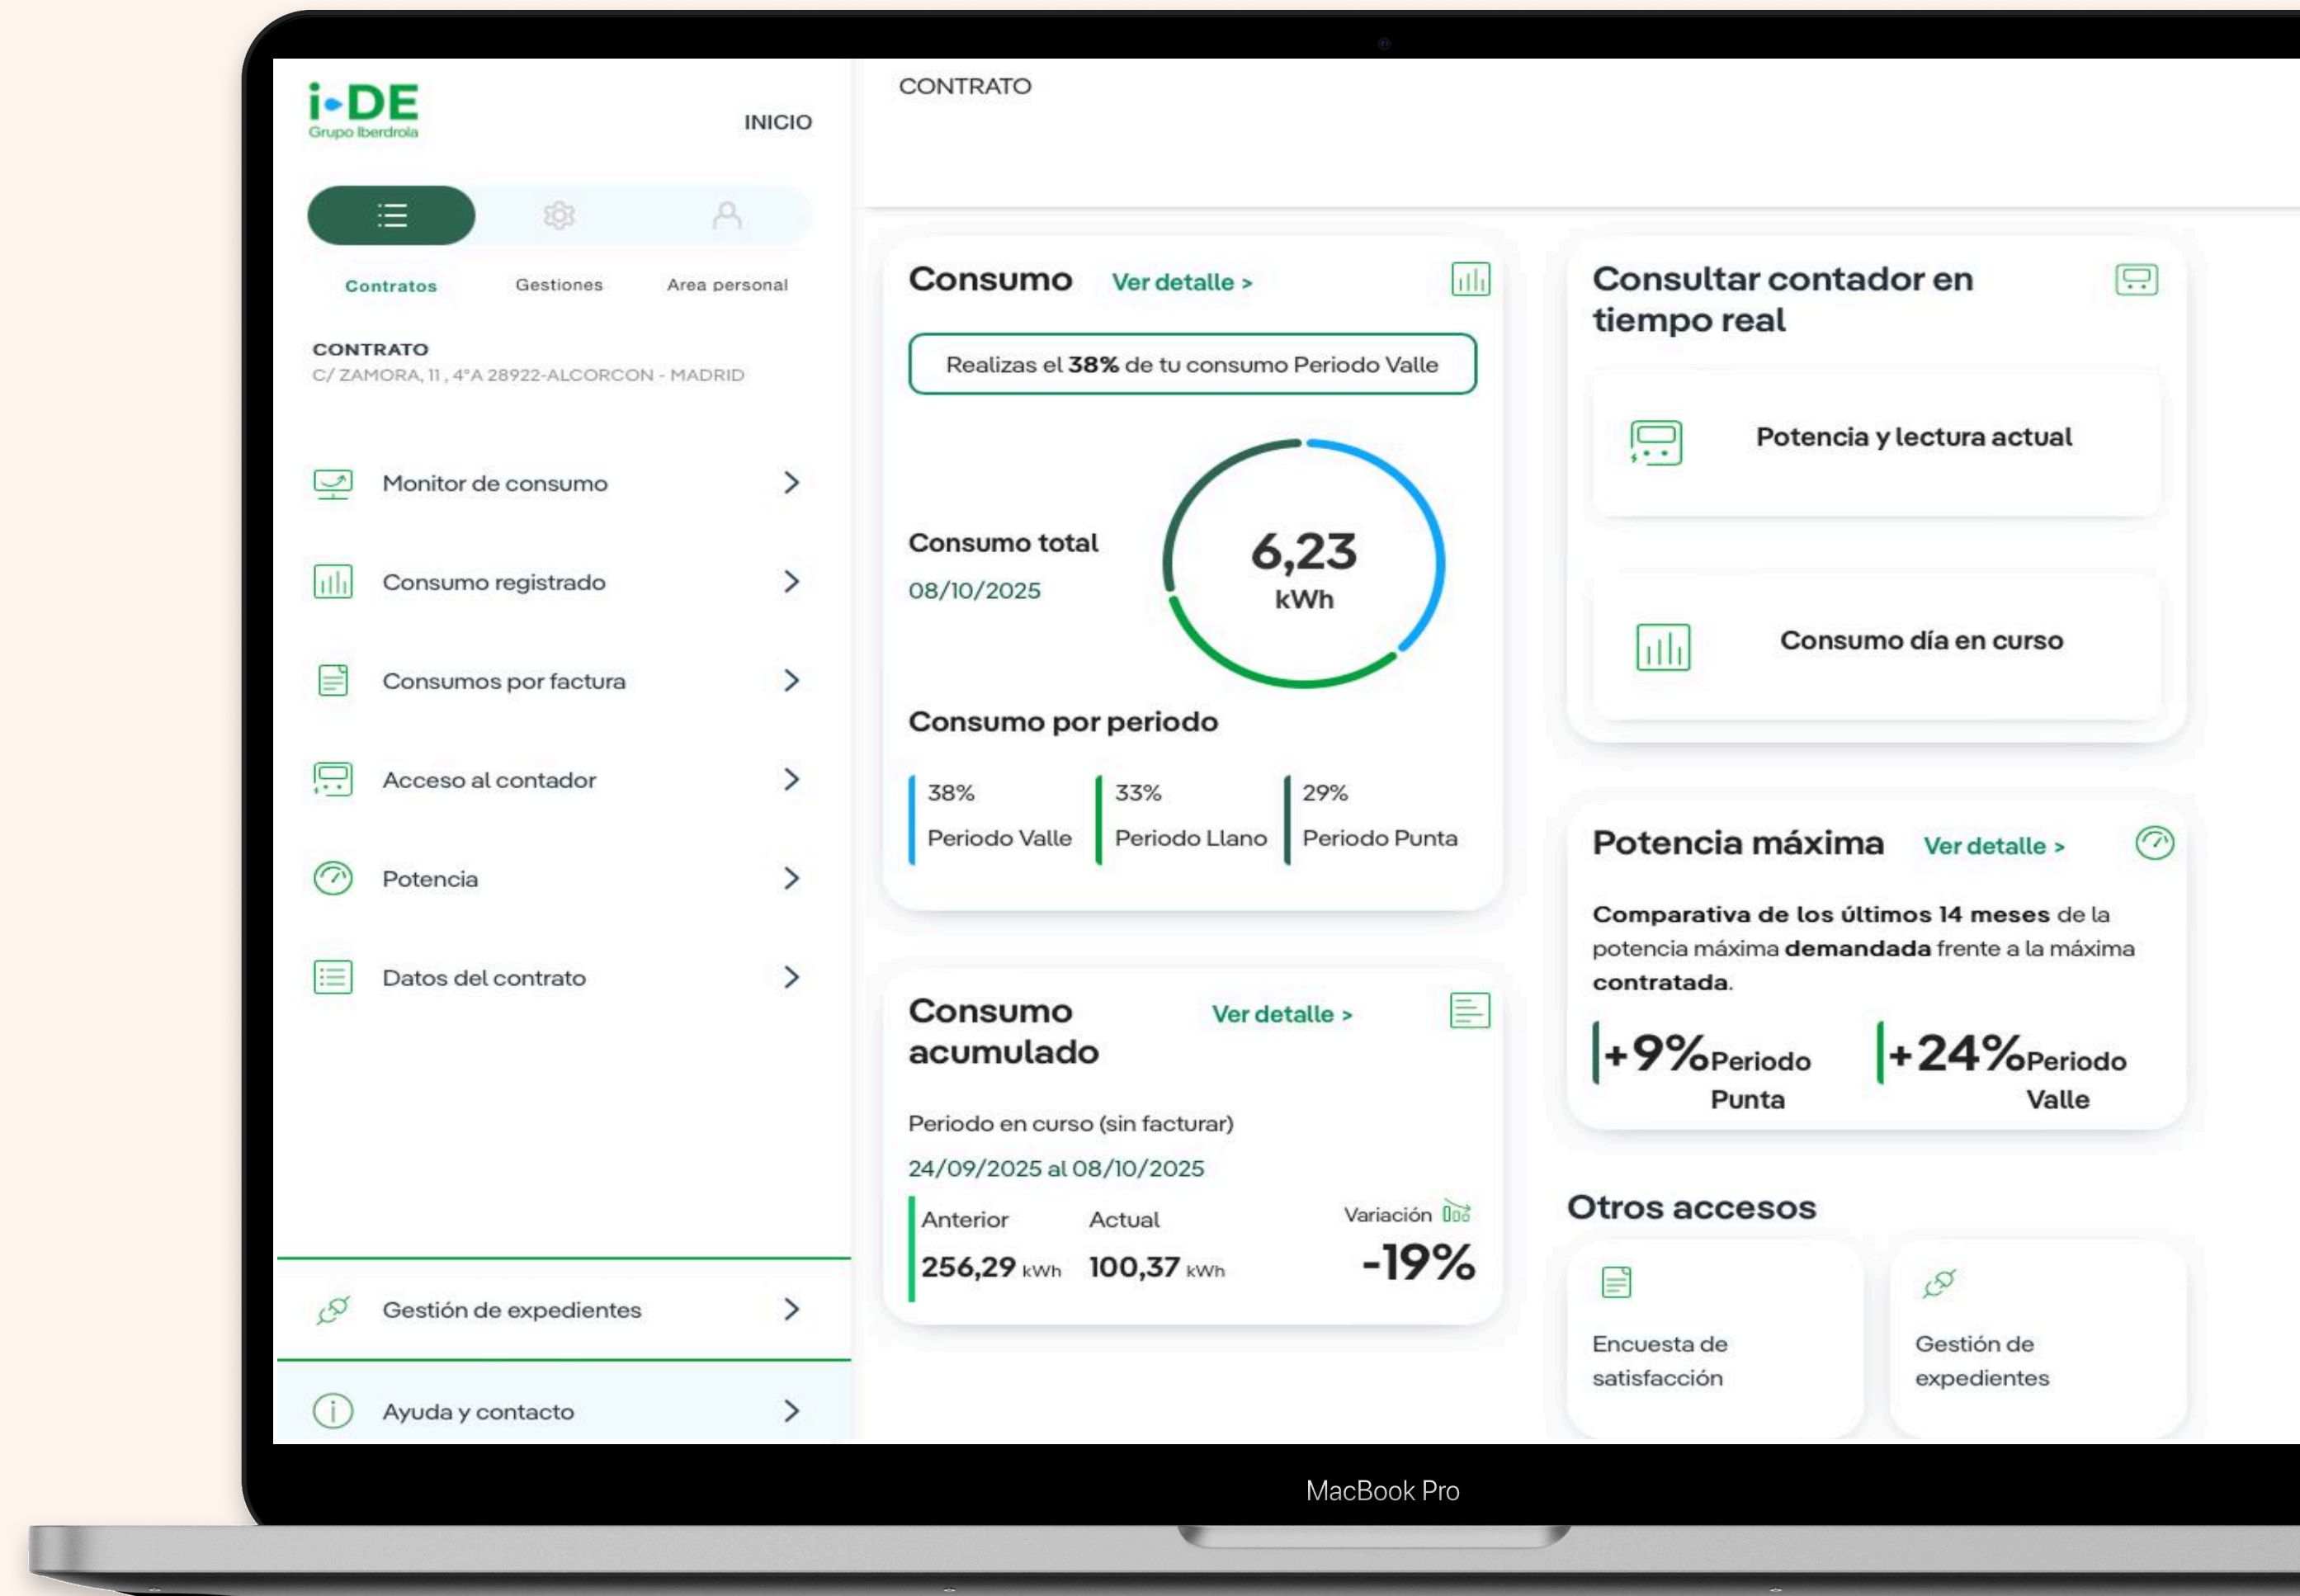 i-DE
Grupo Iberdrola
INICIO
Contratos
Gestiones
Area personal
CONTRATO
C/ ZAMORA, 11 , 4ºA 28922-ALCORCON - MADRID
Monitor de consumo
Consumo registrado
Consumos por factura
Acceso al contador
Potencia
Datos del contrato
Gestión de expedientes
Ayuda y contacto
CONTRATO
Consumo
Ver detalle >
Realizas el 38% de tu consumo Periodo Valle
Consumo total
08/10/2025
6,23
kWh
Consumo por periodo
38%
Periodo Valle
33%
Periodo Llano
29%
Periodo Punta
Consumo
acumulado
Ver detalle >
Periodo en curso (sin facturar)
24/09/2025 al 08/10/2025
Anterior
256,29 kWh
Actual
100,37 kWh
Variación
-19%
Consultar contador en
tiempo real
Potencia y lectura actual
Consumo día en curso
Potencia máxima
Ver detalle >
Comparativa de los últimos 14 meses de la
potencia máxima demandada frente a la máxima
contratada.
+9% Periodo
Punta
+24% Periodo
Valle
Otros accesos
Encuesta de
satisfacción
Gestión de
expedientes
MacBook Pro